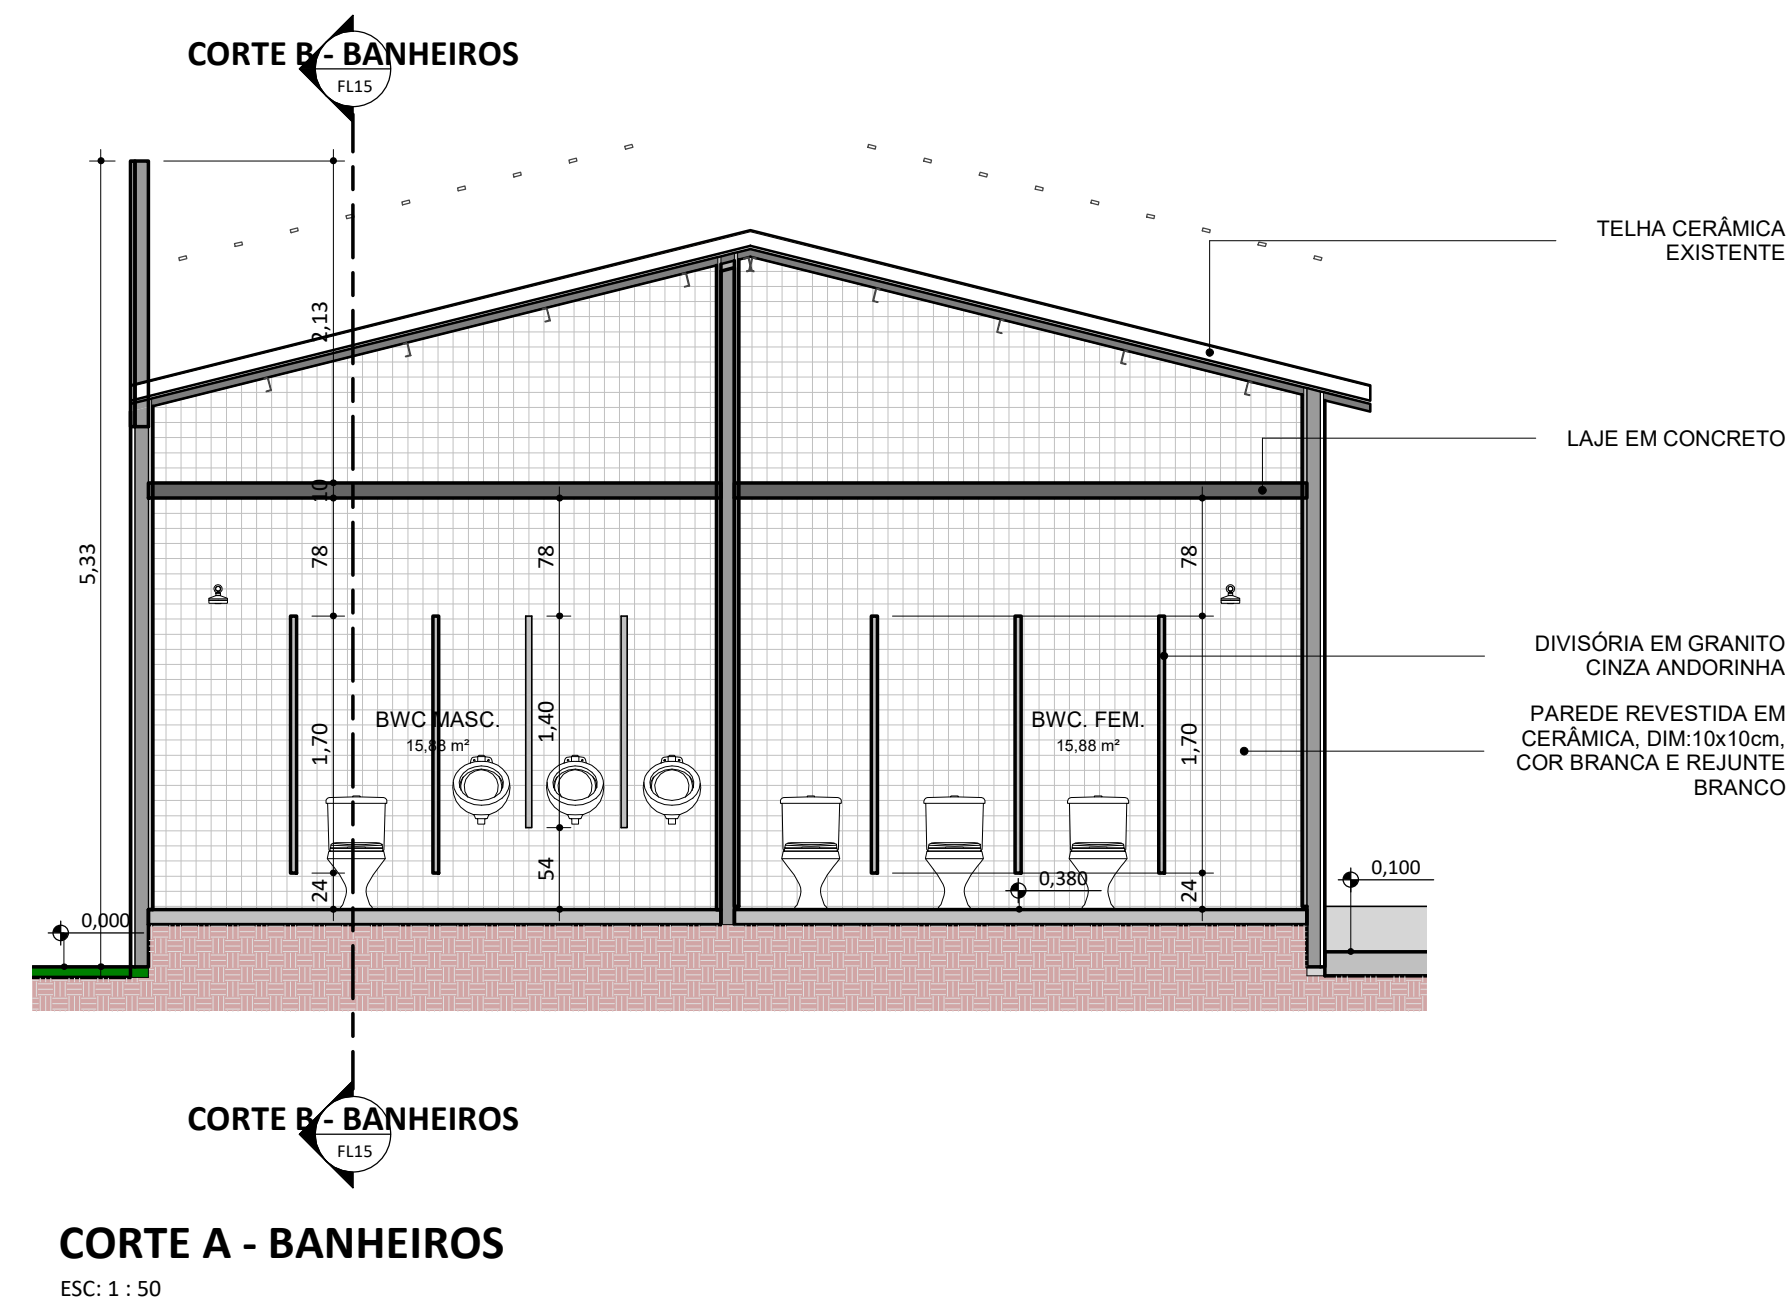 CORTE B - BANHEIROS
FL15
TELHA CERÂMICA
EXISTENTE
2,13
LAJE EM CONCRETO
10
5,33
78
78
78
DIVISÓRIA EM GRANITO
CINZA ANDORINHA
BWC MASC.
15,88 m²
1,70
1,40
BWC. FEM.
15,88 m²
1,70
PAREDE REVESTIDA EM
CERÂMICA, DIM:10x10cm,
COR BRANCA E REJUNTE
BRANCO
24
54
0,380
24
0,100
0,000
CORTE B - BANHEIROS
FL15
CORTE A - BANHEIROS
ESC: 1 : 50